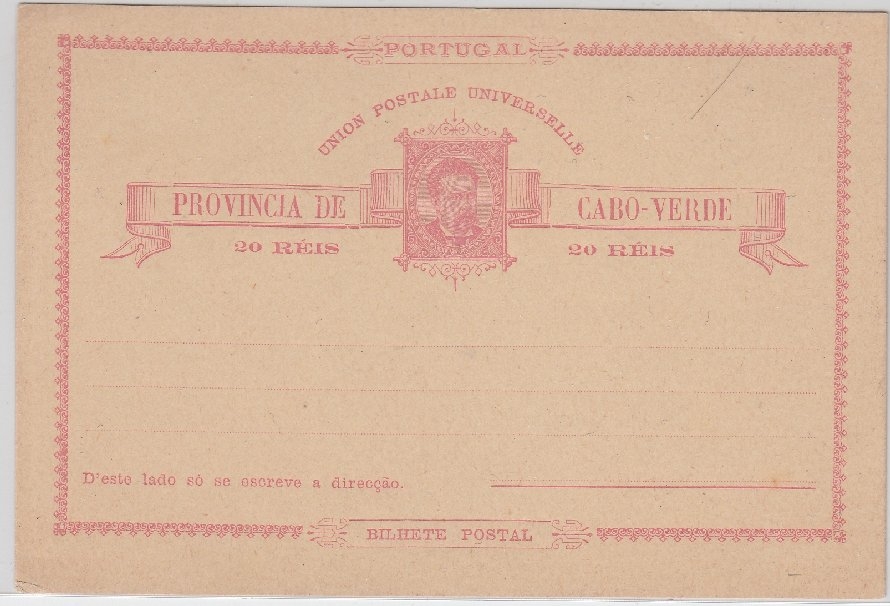 PORTUGAL
UNION POSTALE UNIVERSELLE
PROVINCIA DE CABO-VERDE
20 RÉIS 20 RÉIS
D'este lado só se escreve a direcção.
BILHETE POSTAL